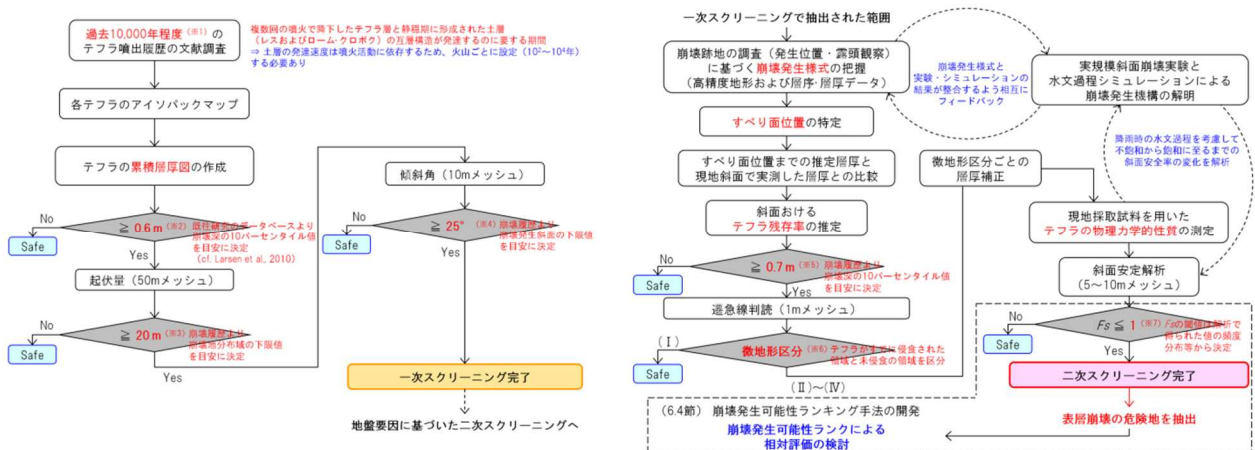 過去10,000年程度(※1)の
テフラ噴出履歴の文献調査
複数回の噴火で降下したテフラ層と静穏期に形成された土層
(レスおよびローム・クロボク)の互層構造が発達するのに要する期間
⇒ 土層の発達速度は噴火活動に依存するため、火山ごとに設定(10²～10⁴年)
する必要あり
各テフラのアイソパックマップ
テフラの累積層厚図の作成
No
Safe
≧ 0.6m(※2) 既往研究のデータベースより
崩壊深の10パーセンタイル値
を目安に決定
(cf. Larsen et al., 2010)
Yes
起伏量(50mメッシュ)
No
Safe
≧ 20m(※3) 崩壊履歴より
崩壊地分布域の下限値
を目安に決定
Yes
傾斜角(10mメッシュ)
No
Safe
≧ 25°(※4) 崩壊履歴より
崩壊発生斜面の下限値
を目安に決定
Yes
一次スクリーニング完了
地盤要因に基づいた二次スクリーニングへ
一次スクリーニングで抽出された範囲
崩壊跡地の調査(発生位置・露頭観察)
に基づく崩壊発生様式の把握
(高精度地形および層序・層厚データ)
崩壊発生様式と
実験・シミュレーションの
結果が整合するよう相互に
フィードバック
実規模斜面崩壊実験と
水文過程シミュレーションによる
崩壊発生機構の解明
すべり面位置の特定
降雨時の水文過程を考慮して
不飽和から飽和に至るまでの
斜面安全率の変化を解析
すべり面位置までの推定層厚と
現地斜面で実測した層厚との比較
微地形区分ごとの
層厚補正
斜面おける
テフラ残存率の推定
現地採取試料を用いた
テフラの物理力学的性質の測定
No
Safe
≧ 0.7m(※5) 崩壊履歴より
崩壊深の10パーセンタイル値
を目安に決定
Yes
遷急線判読(1mメッシュ)
斜面安定解析
(5～10mメッシュ)
(Ⅰ)
Safe
微地形区分(※6) テフラがすでに侵食された
領域と未侵食の領域を区分
(Ⅱ)～(Ⅳ)
No
Safe
Fs ≦ 1(※7) Fsの閾値は解析で
得られた値の頻度
分布等から決定
Yes
二次スクリーニング完了
(6.4節) 崩壊発生可能性ランキング手法の開発
表層崩壊の危険地を抽出
崩壊発生可能性ランクによる
相対評価の検討